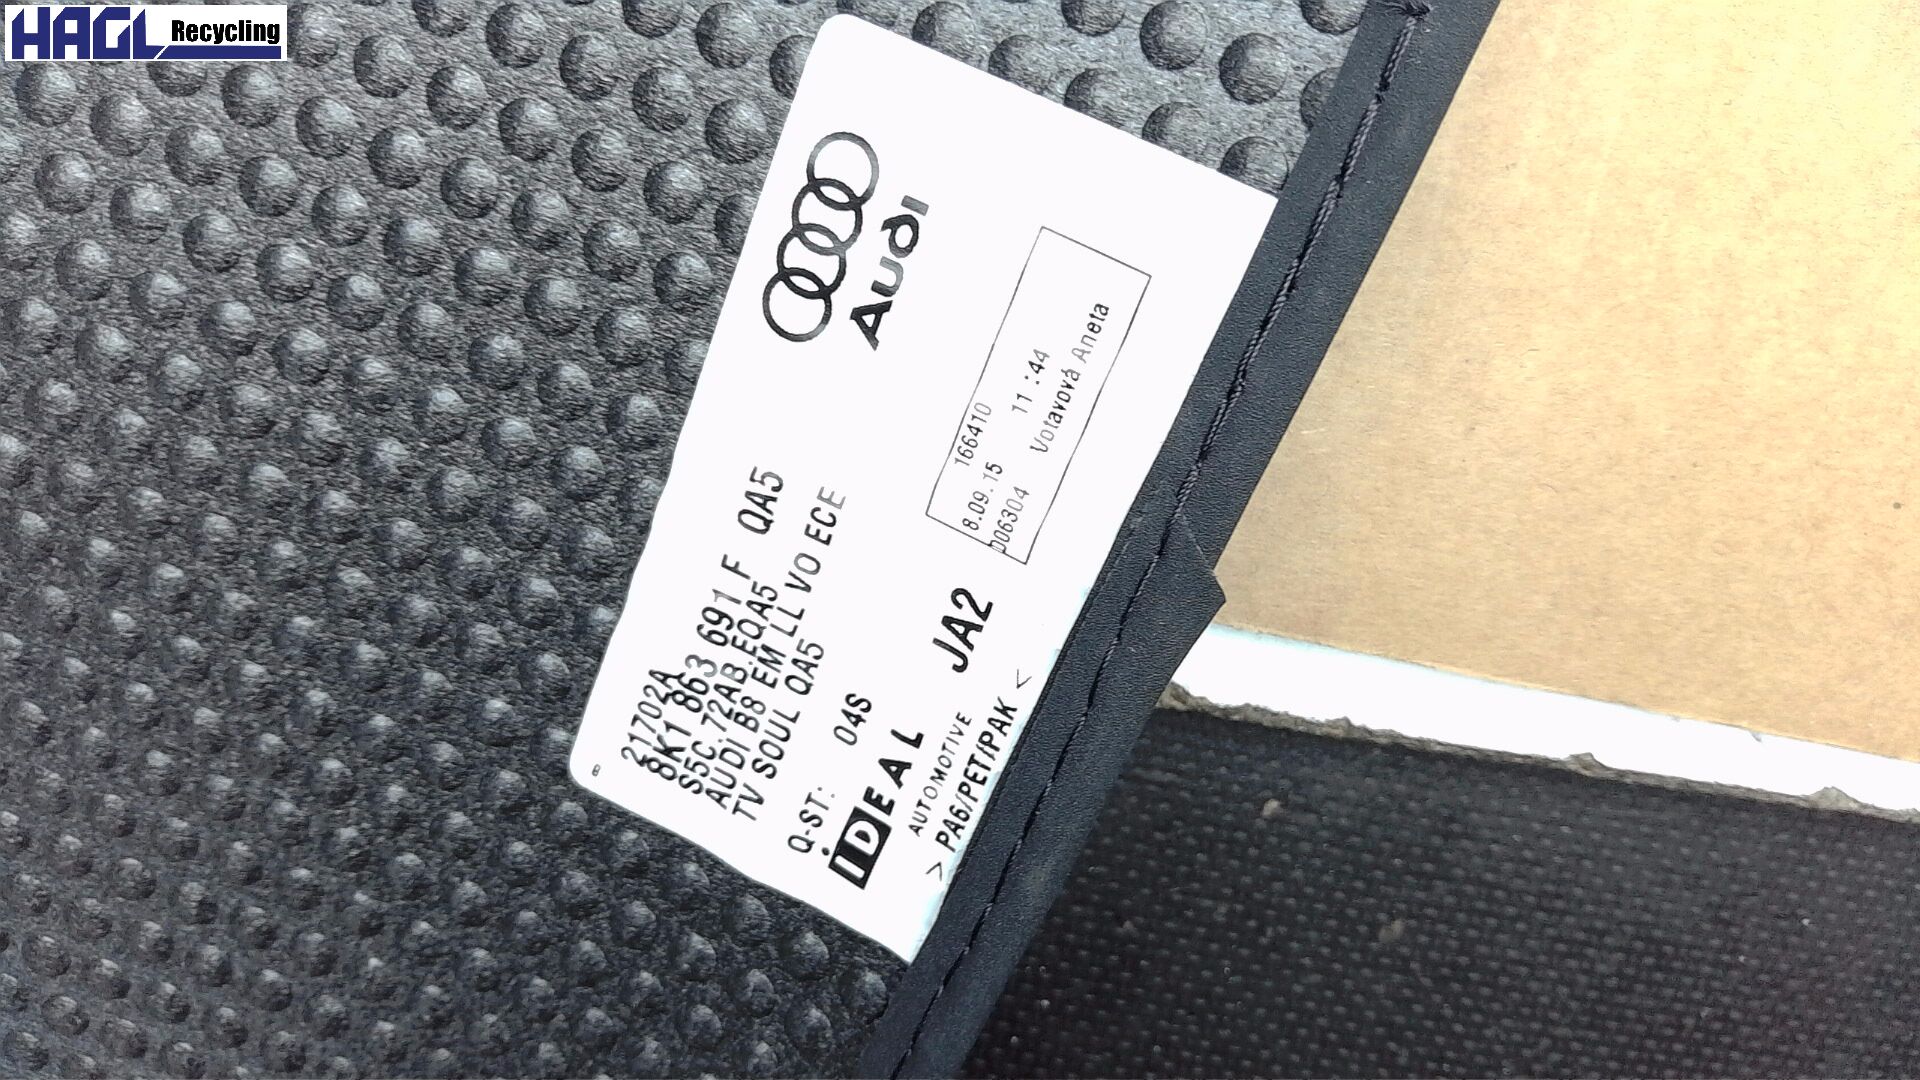 HAGL Recycling
Audi
21702A
8K1 863 691 F QA5
S5C.72AB.EQA5
AUDI B8 EM LL VO ECE
TV SOUL QA5
Q-ST: 04S
iDEAL
AUTOMOTIVE
JA2
>PA6/PET/PAK<
166410
8.09.15 11:44
006304 Votavová Aneta